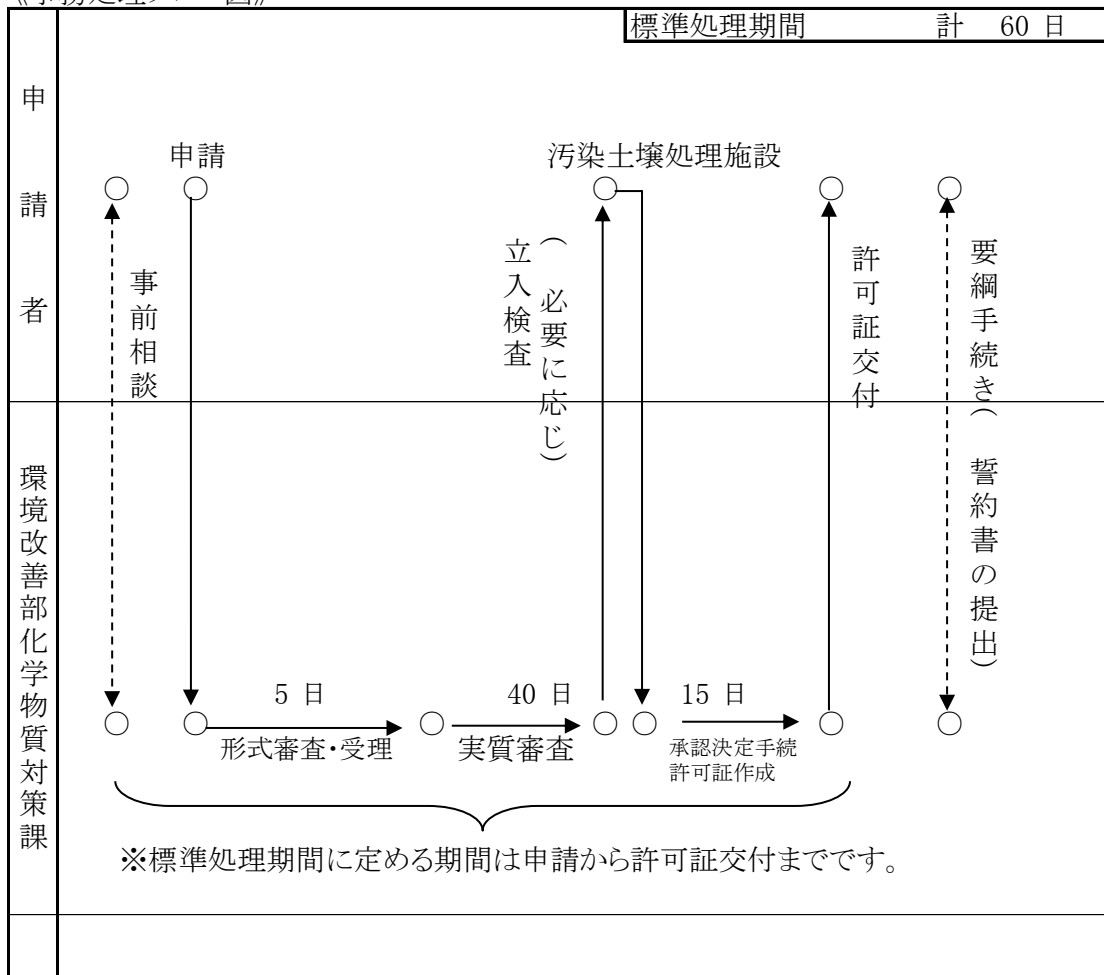 標準処理期間 計 60 日
申請者
申請
汚染土壌処理施設
事前相談
立入検査
(必要に応じ)
許可証交付
要綱手続き(誓約書の提出)
環境改善部化学物質対策課
5 日
40 日
15 日
形式審査・受理
実質審査
承認決定手続
許可証作成
※標準処理期間に定める期間は申請から許可証交付までです。